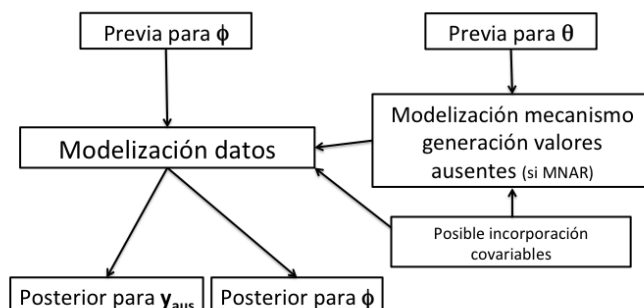 Previa para ϕ
Previa para θ
Modelización mecanismo
generación valores
ausentes (si MNAR)
Modelización datos
Posible incorporación
covariables
Posterior para y_aus
Posterior para ϕ